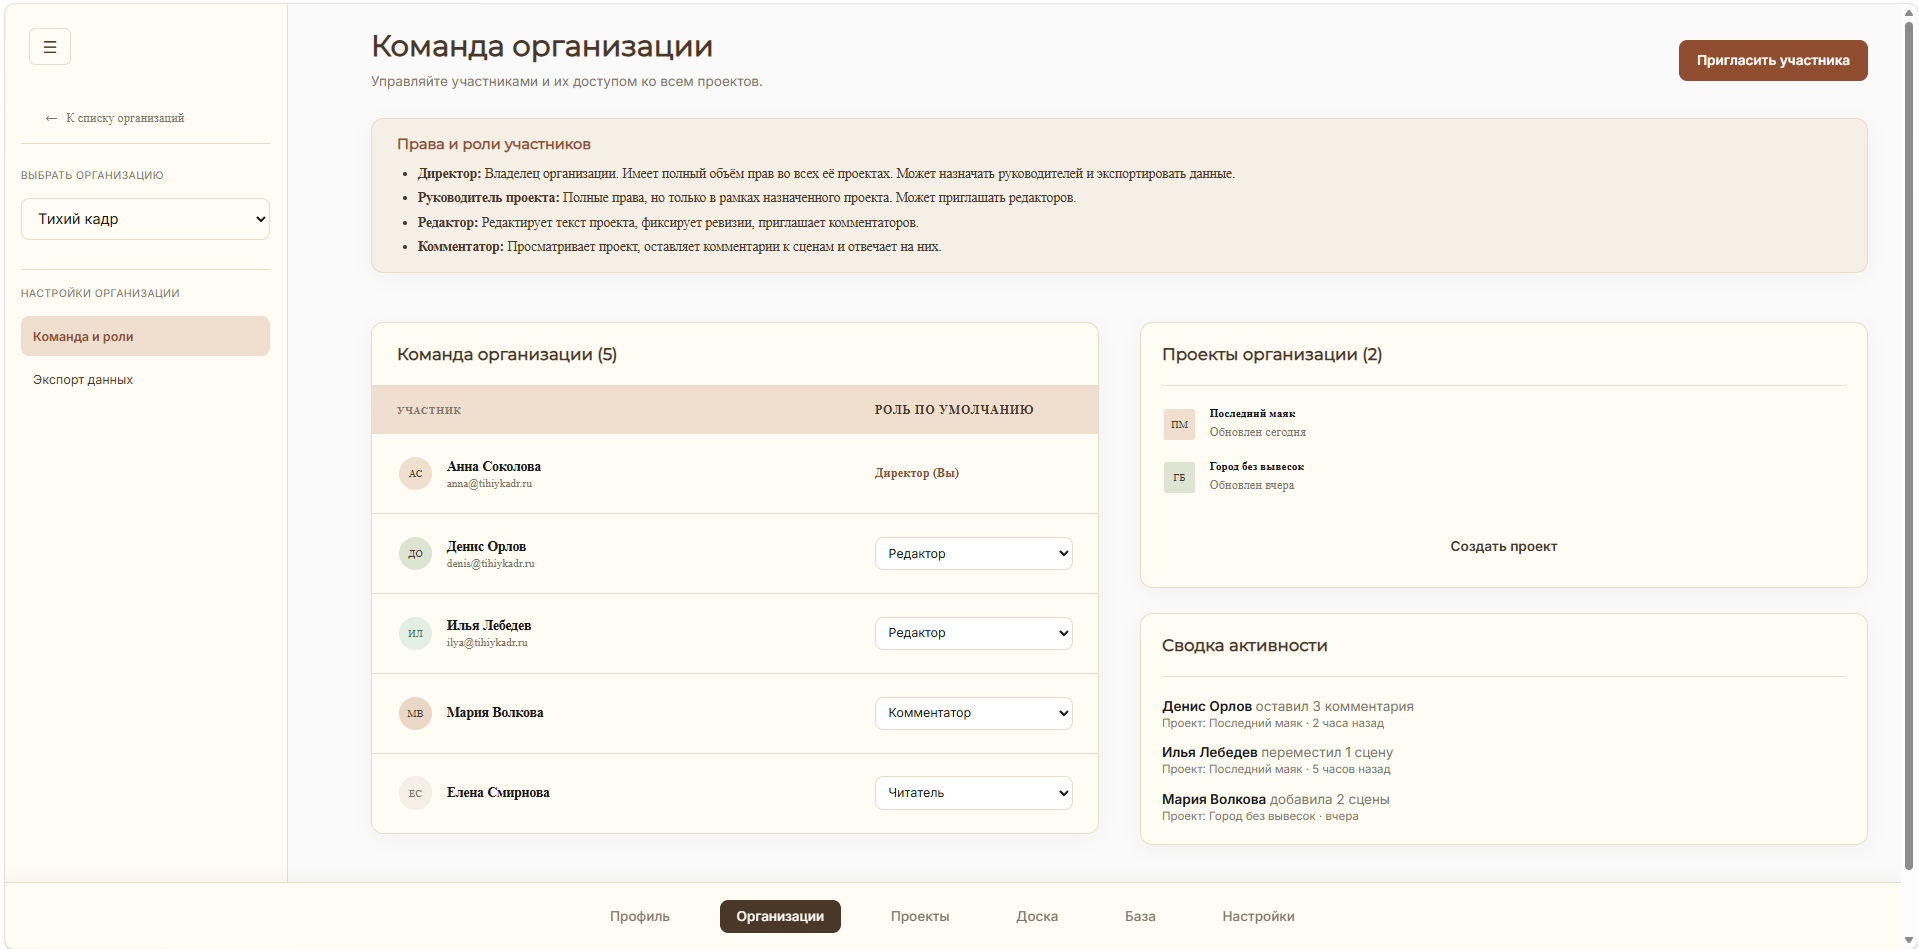 ☰
← К списку организаций
ВЫБРАТЬ ОРГАНИЗАЦИЮ
Тихий кадр
НАСТРОЙКИ ОРГАНИЗАЦИИ
Команда и роли
Экспорт данных
Команда организации
Управляйте участниками и их доступом ко всем проектов.
Пригласить участника
Права и роли участников
• Директор: Владелец организации. Имеет полный объём прав во всех её проектах. Может назначать руководителей и экспортировать данные.
• Руководитель проекта: Полные права, но только в рамках назначенного проекта. Может приглашать редакторов.
• Редактор: Редактирует текст проекта, фиксирует ревизии, приглашает комментаторов.
• Комментатор: Просматривает проект, оставляет комментарии к сценам и отвечает на них.
Команда организации (5)
УЧАСТНИК РОЛЬ ПО УМОЛЧАНИЮ
АС Анна Соколова Директор (Вы)
anna@tihiykadr.ru
ДО Денис Орлов Редактор
denis@tihiykadr.ru
ИЛ Илья Лебедев Редактор
ilya@tihiykadr.ru
МВ Мария Волкова Комментатор
ЕС Елена Смирнова Читатель
Проекты организации (2)
ПМ Последний маяк
Обновлен сегодня
ГБ Город без вывесок
Обновлен вчера
Создать проект
Сводка активности
Денис Орлов оставил 3 комментария
Проект: Последний маяк · 2 часа назад
Илья Лебедев переместил 1 сцену
Проект: Последний маяк · 5 часов назад
Мария Волкова добавила 2 сцены
Проект: Город без вывесок · вчера
Профиль Организации Проекты Доска База Настройки